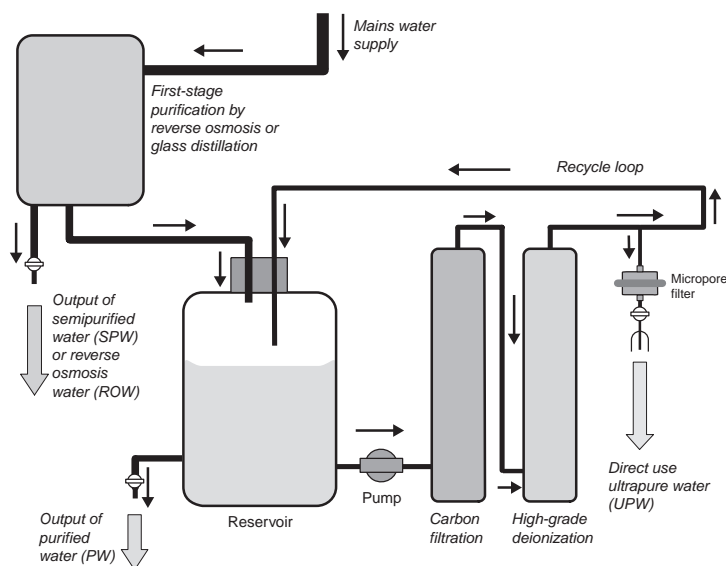 Mains water
supply
First-stage
purification by
reverse osmosis or
glass distillation
Recycle loop
Output of
semipurified
water (SPW)
or reverse
osmosis
water (ROW)
Micropore
filter
Direct use
ultrapure water
(UPW)
Pump
Reservoir
Carbon
filtration
High-grade
deionization
Output of
purified
water (PW)